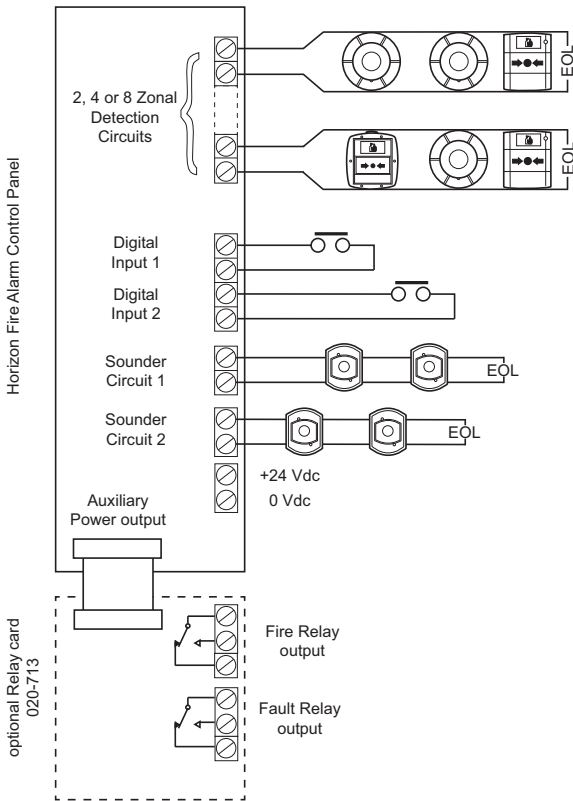 Horizon Fire Alarm Control Panel
2, 4 or 8 Zonal
Detection
Circuits
EOL
EOL
Digital
Input 1
Digital
Input 2
Sounder
Circuit 1
EOL
Sounder
Circuit 2
EOL
+24 Vdc
0 Vdc
Auxiliary
Power output
optional Relay card
020-713
Fire Relay
output
Fault Relay
output